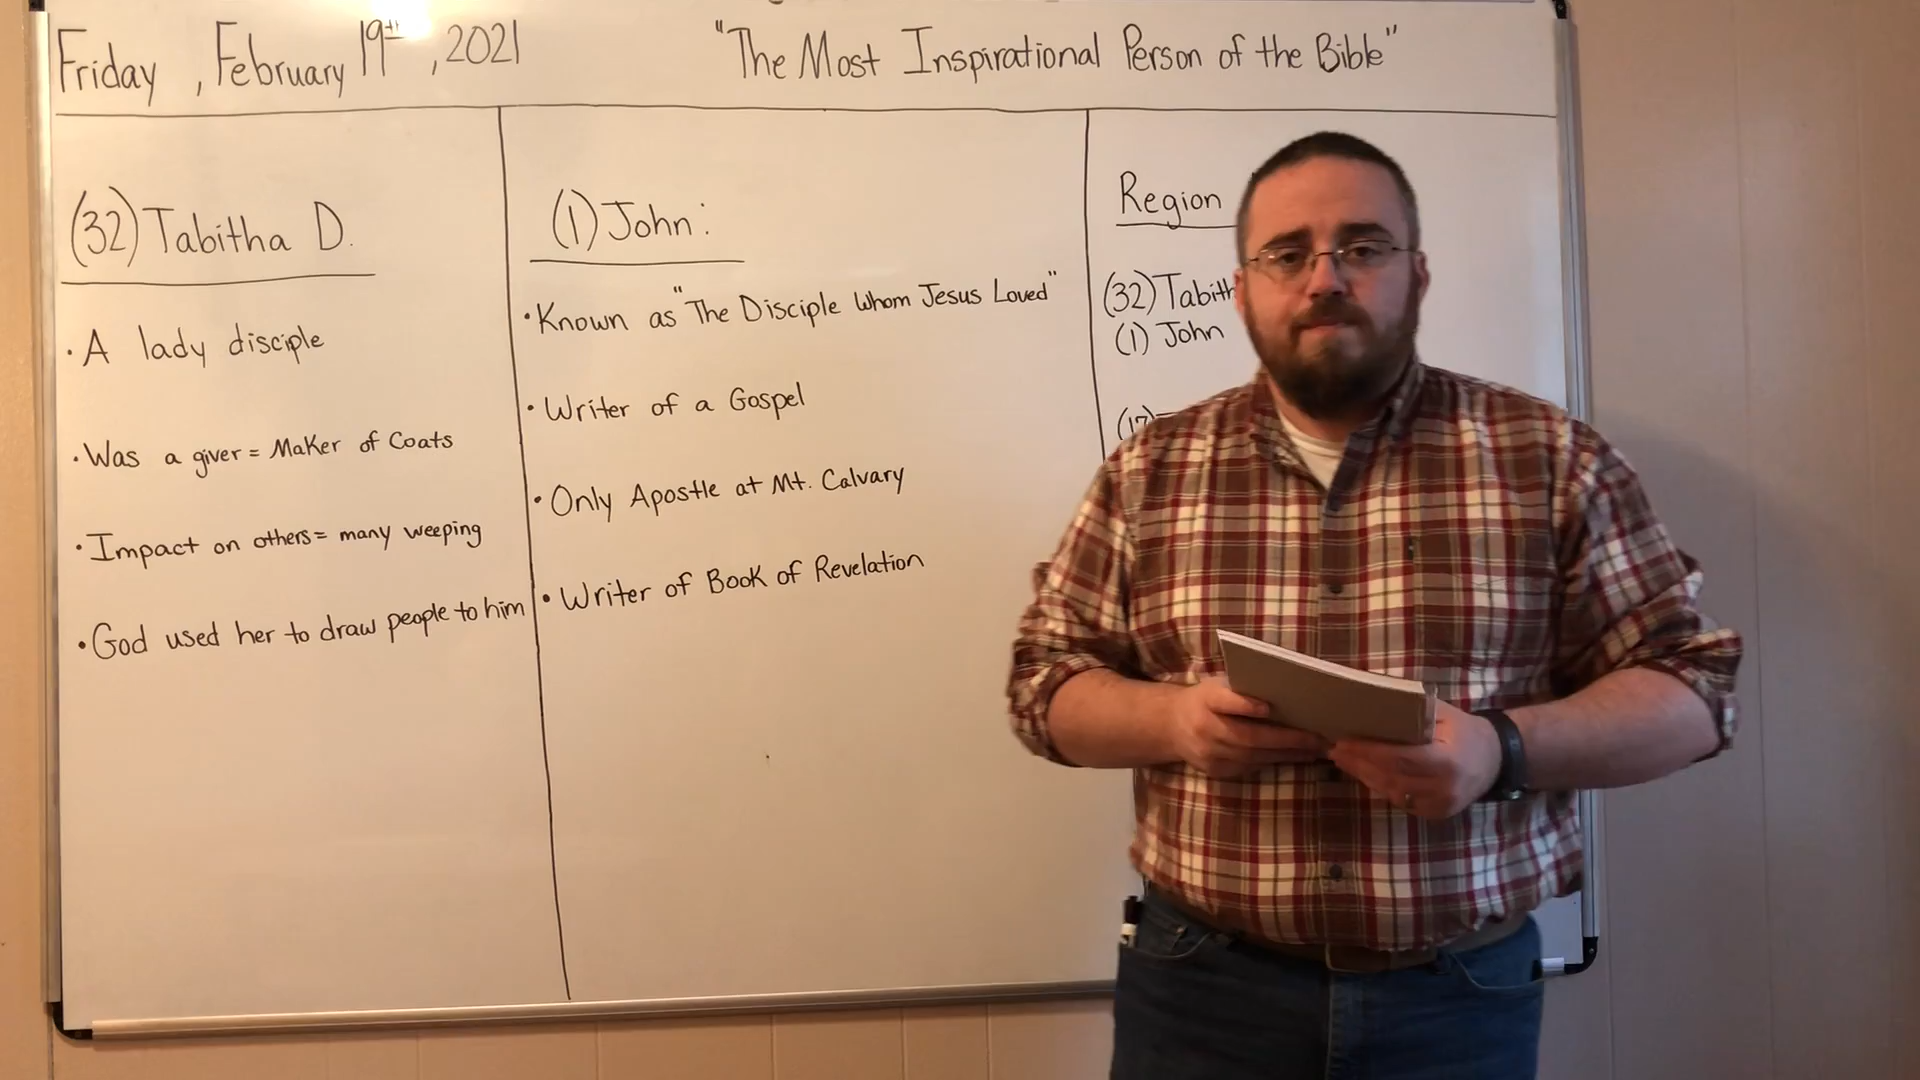 Friday, February 19th, 2021
"The Most Inspirational Person of the Bible"
(32) Tabitha D.
• A lady disciple
• Was a giver = Maker of Coats
• Impact on others = many weeping
• God used her to draw people to him
(1) John:
• Known as "The Disciple Whom Jesus Loved"
• Writer of a Gospel
• Only Apostle at Mt. Calvary
• Writer of Book of Revelation
Region
(32) Tabith
(1) John
(17)